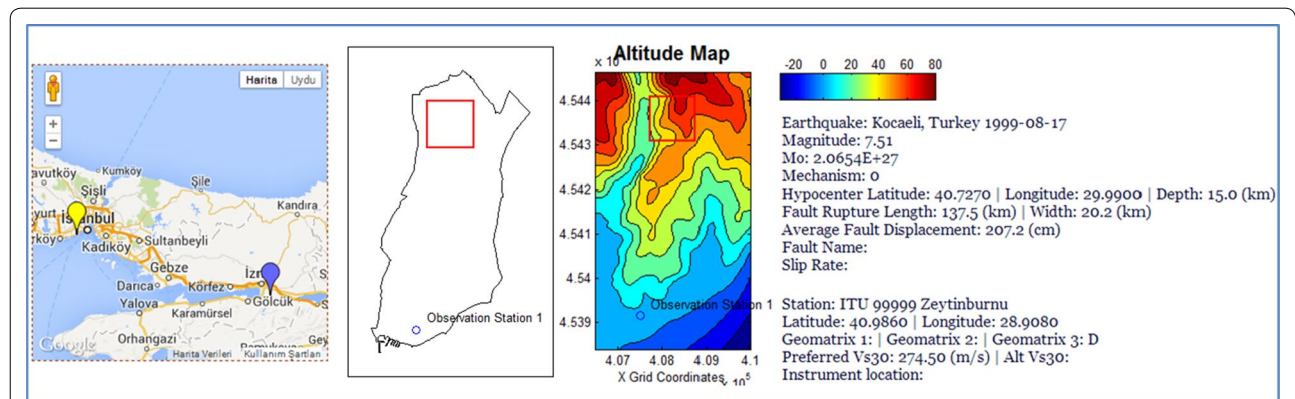 Harita Uydu
avutköy
Kumköy
Şişli
Şile
Kandıra
yurt
İstanbul
rköy
Kadıköy
Sultanbeyli
Gebze
İz
Darıca
Körfez
Gölcük
Yalova
Karamürsel
Orhangazi
Google
Harita Verileri Kullanım Şartları
Observation Station 1
Altitude Map
x 10
4.544
4.543
4.542
4.541
4.54
4.539
Observation Station 1
4.07 4.08 4.09 4.1
X Grid Coordinates x 10^5
-20 0 20 40 60 80
Earthquake: Kocaeli, Turkey 1999-08-17
Magnitude: 7.51
Mo: 2.0654E+27
Mechanism: 0
Hypocenter Latitude: 40.7270 | Longitude: 29.9900 | Depth: 15.0 (km)
Fault Rupture Length: 137.5 (km) | Width: 20.2 (km)
Average Fault Displacement: 207.2 (cm)
Fault Name:
Slip Rate:
Station: ITU 99999 Zeytinburnu
Latitude: 40.9860 | Longitude: 28.9080
Geomatrix 1: | Geomatrix 2: | Geomatrix 3: D
Preferred Vs30: 274.50 (m/s) | Alt Vs30:
Instrument location: